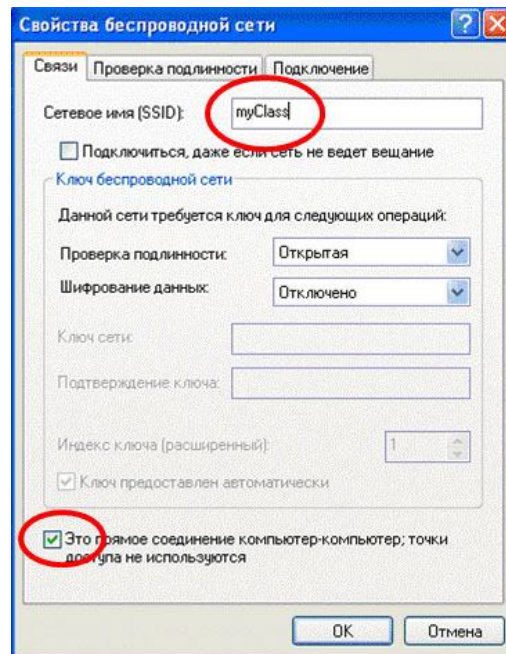 Свойства беспроводной сети
Связи Проверка подлинности Подключение
Сетевое имя (SSID): myClass
Подключиться, даже если сеть не ведет вещание
Ключ беспроводной сети
Данной сети требуется ключ для следующих операций:
Проверка подлинности: Открытая
Шифрование данных: Отключено
Ключ сети:
Подтверждение ключа:
Индекс ключа (расширенный): 1
Ключ предоставлен автоматически
Это прямое соединение компьютер-компьютер; точки
доступа не используются
OK Отмена